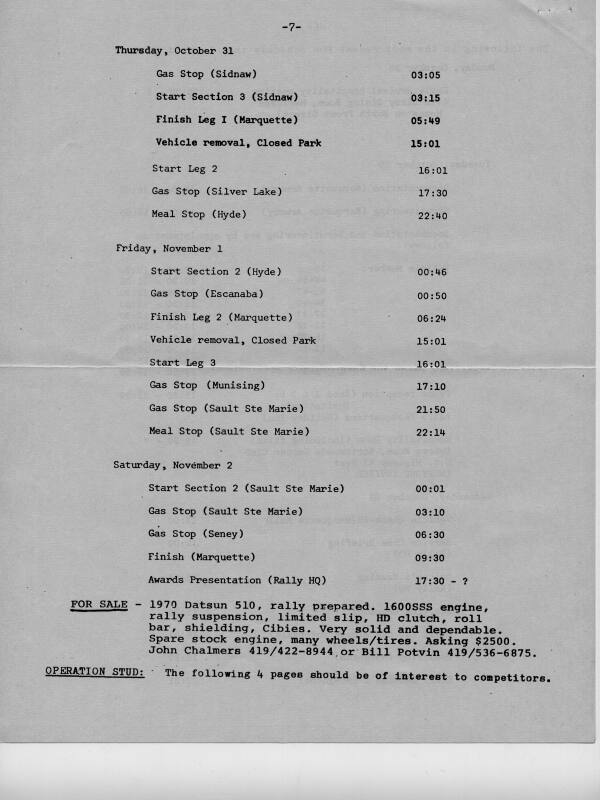 -7-
Thursday, October 31
Gas Stop (Sidnaw) 03:05
Start Section 3 (Sidnaw) 03:15
Finish Leg I (Marquette) 05:49
Vehicle removal, Closed Park 15:01
Start Leg 2 16:01
Gas Stop (Silver Lake) 17:30
Meal Stop (Hyde) 22:40
Friday, November 1
Start Section 2 (Hyde) 00:46
Gas Stop (Escanaba) 00:50
Finish Leg 2 (Marquette) 06:24
Vehicle removal, Closed Park 15:01
Start Leg 3 16:01
Gas Stop (Munising) 17:10
Gas Stop (Sault Ste Marie) 21:50
Meal Stop (Sault Ste Marie) 22:14
Saturday, November 2
Start Section 2 (Sault Ste Marie) 00:01
Gas Stop (Sault Ste Marie) 03:10
Gas Stop (Seney) 06:30
Finish (Marquette) 09:30
Awards Presentation (Rally HQ) 17:30 - ?
FOR SALE - 1970 Datsun 510, rally prepared. 1600SSS engine,
rally suspension, limited slip, HD clutch, roll
bar, shielding, Cibies. Very solid and dependable.
Spare stock engine, many wheels/tires. Asking $2500.
John Chalmers 419/422-8944 or Bill Potvin 419/536-6875.
OPERATION STUD: The following 4 pages should be of interest to competitors.